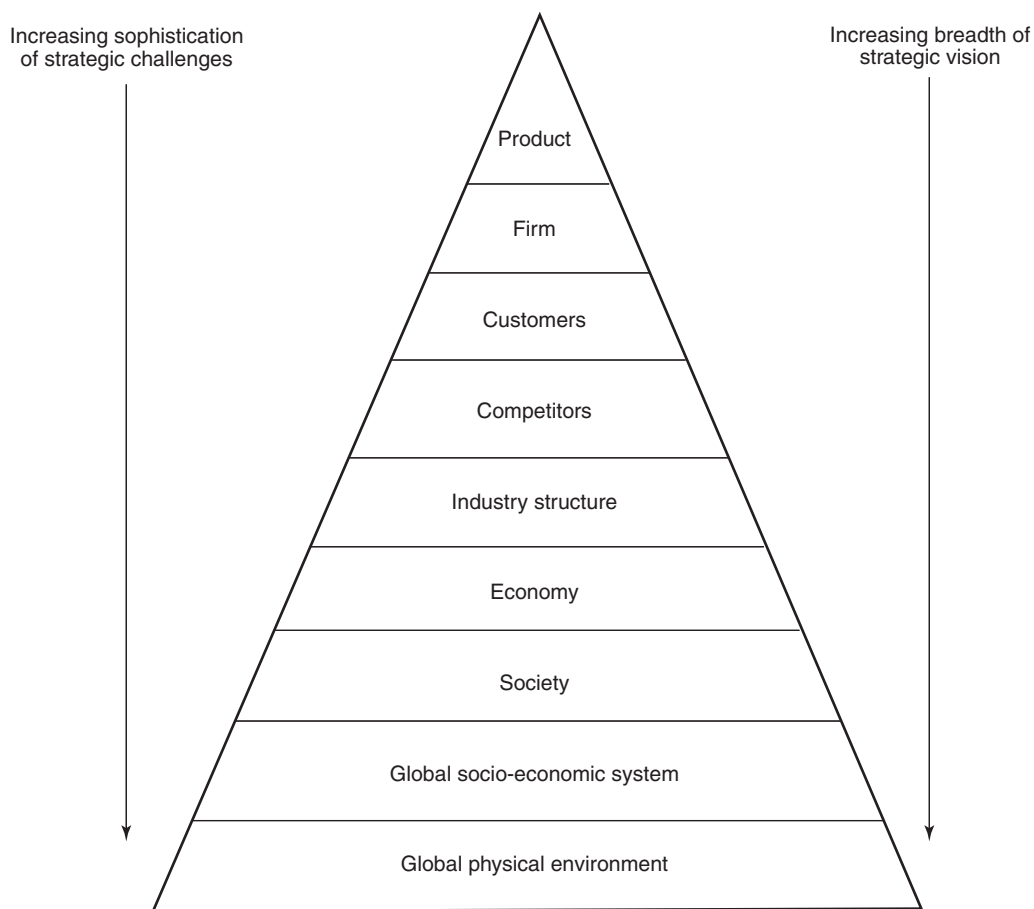 Increasing sophistication
of strategic challenges
Increasing breadth of
strategic vision
Product
Firm
Customers
Competitors
Industry structure
Economy
Society
Global socio-economic system
Global physical environment